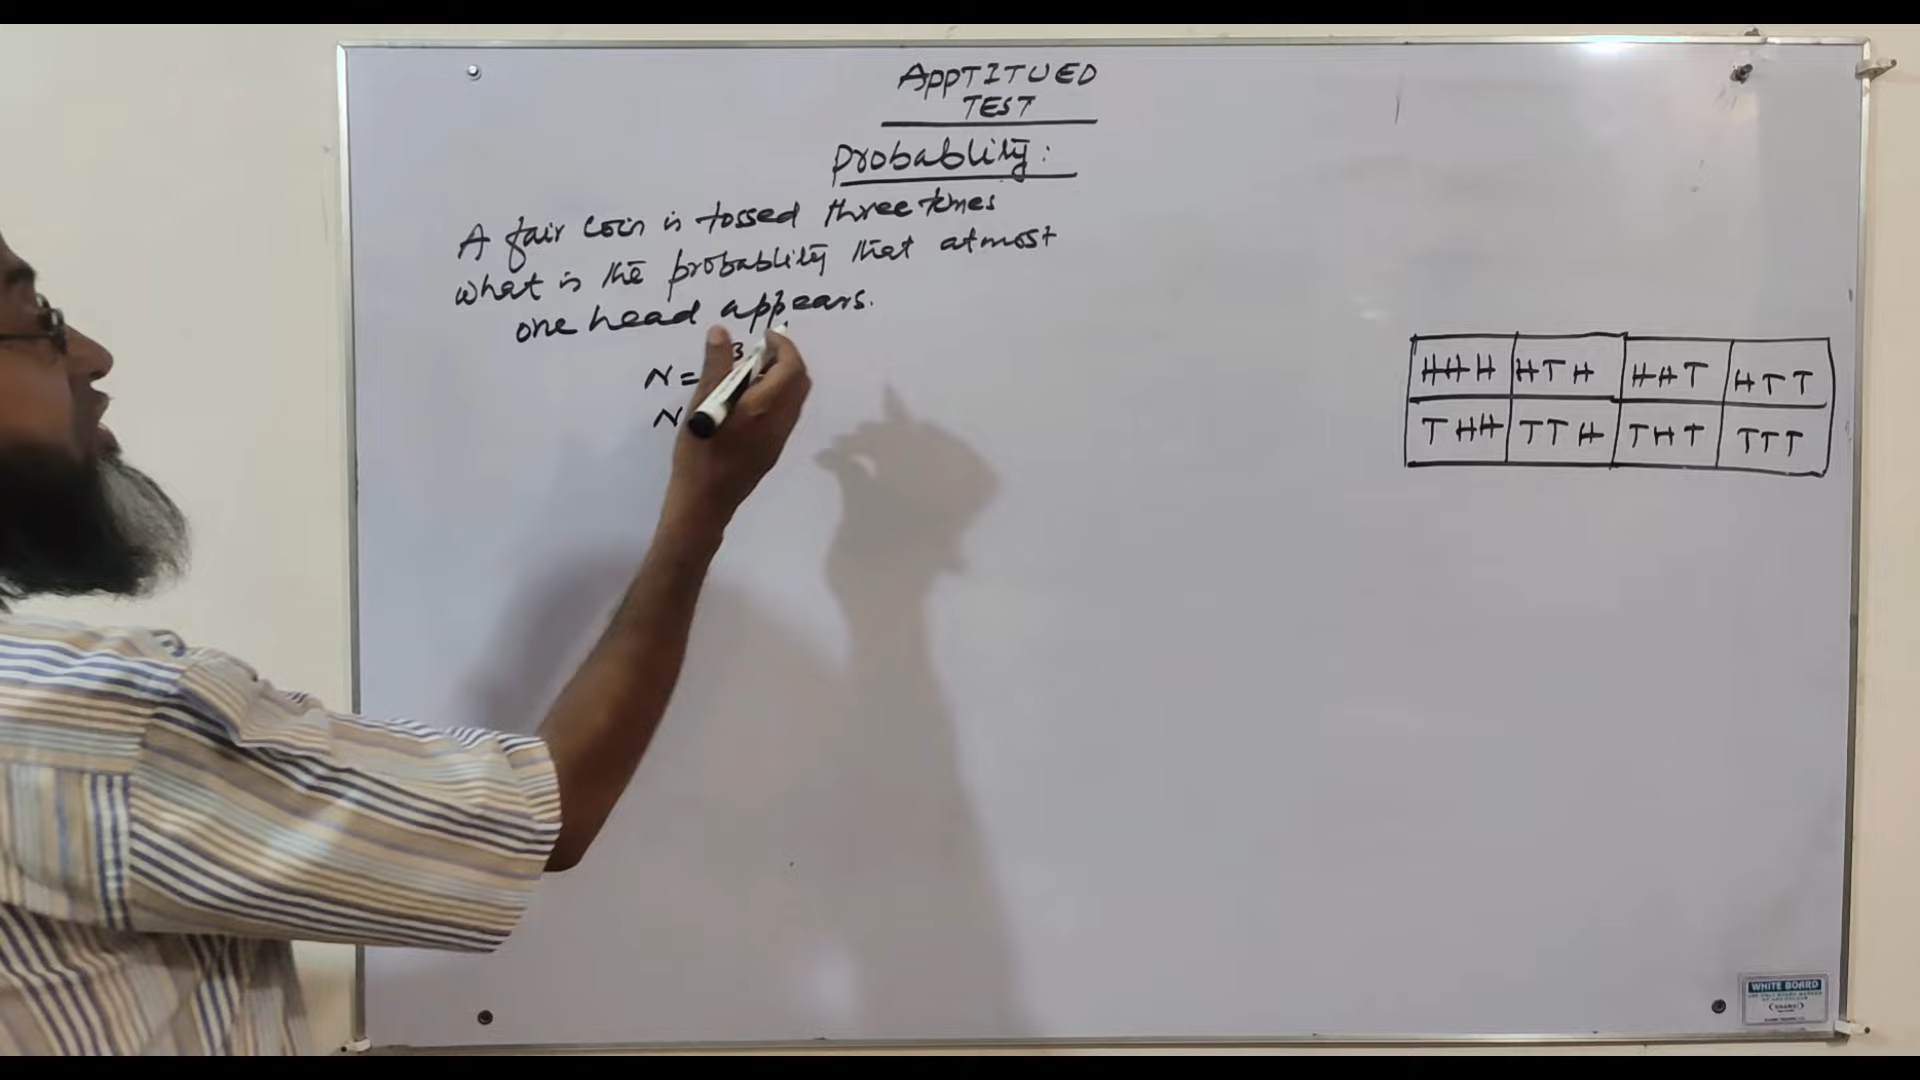 APPTITUED
TEST
Probablity:
A fair coin is tossed three times
what is the probablity that atmost
one head appears.
N = 3
N
HHH HTH HHT HTT
THH TTH THT TTT
WHITE BOARD